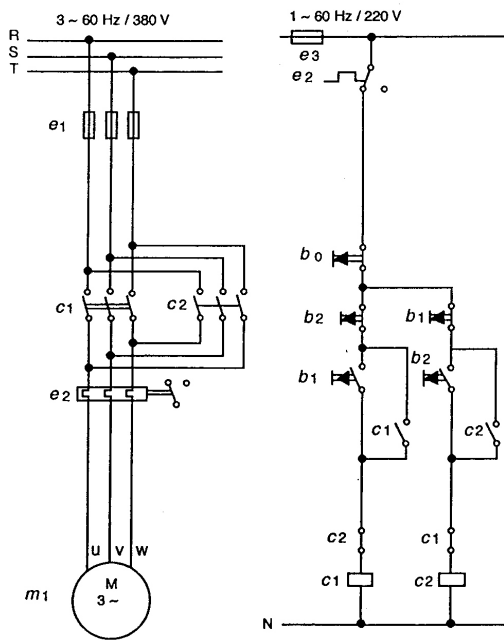 3 ~ 60 Hz / 380 V
R
S
T
e1
c1
c2
e2
u v w
m1
M
3 ~
1 ~ 60 Hz / 220 V
e3
e2
b0
b2
b1
b1
b2
c1
c2
c2
c1
c1
c2
N